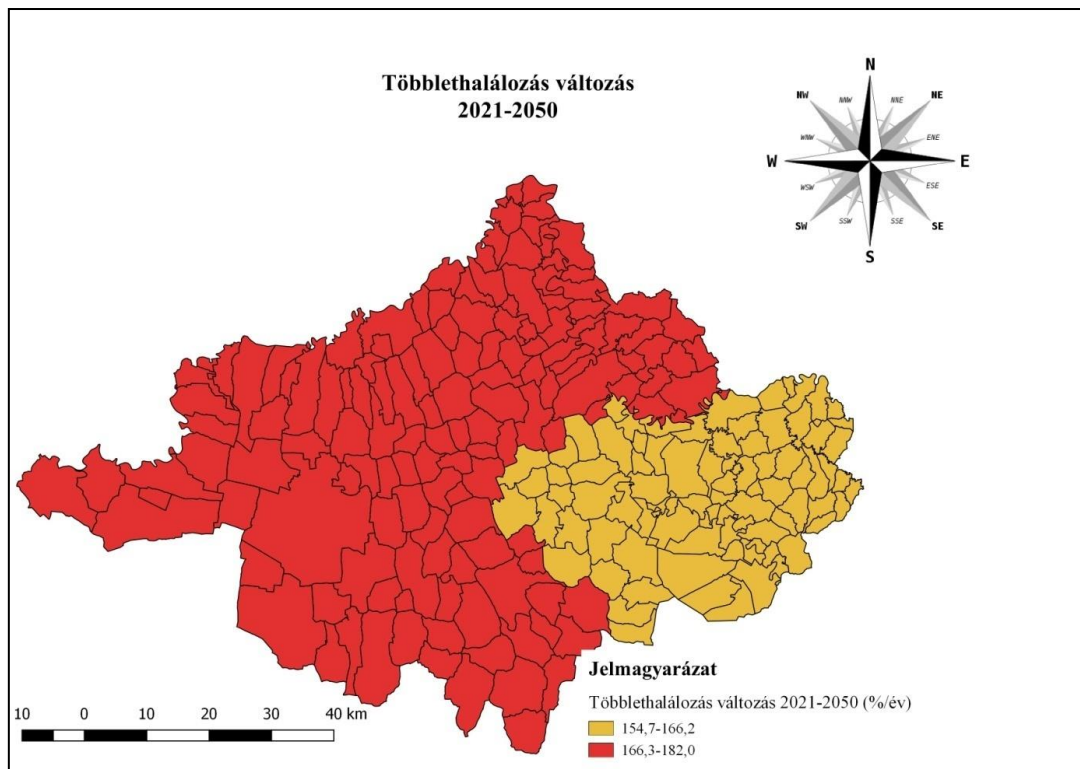 Többlethalálozás változás
2021-2050
N
NNW
NNE
NW
NE
WNW
ENE
W
E
WSW
ESE
SW
SE
SSW
SSE
S
Jelmagyarázat
Többlethalálozás változás 2021-2050 (%/év)
154,7-166,2
166,3-182,0
10 0 10 20 30 40 km